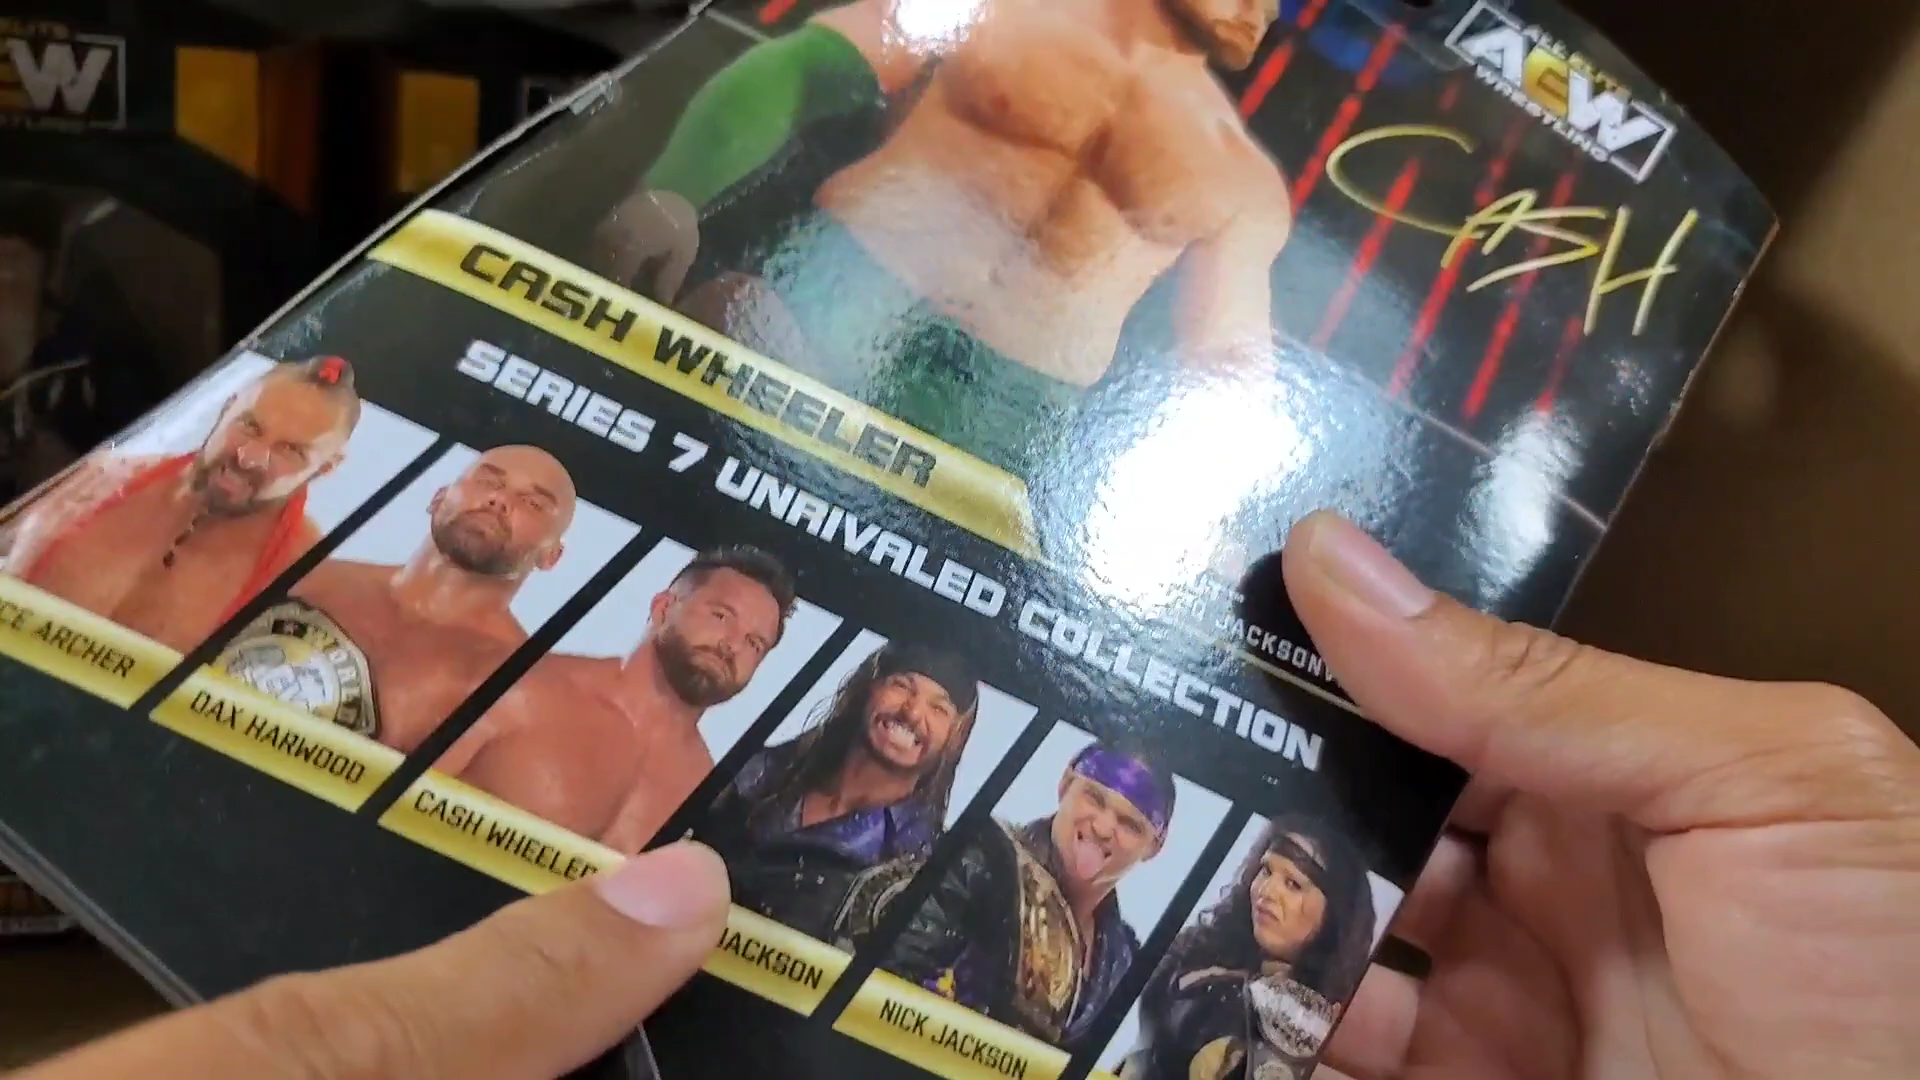 ALL ELITE
AEW
WRESTLING
CASH
CASH WHEELER
SERIES 7 UNRIVALED COLLECTION
CE ARCHER
DAX HARWOOD
CASH WHEELER
JACKSON
NICK JACKSON